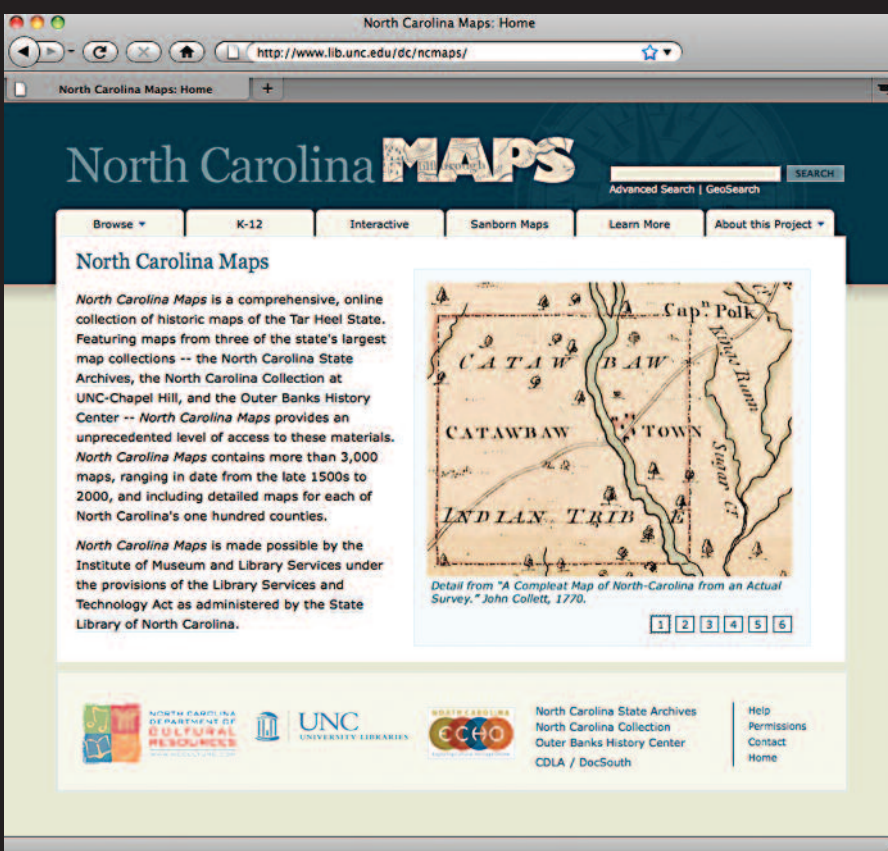 North Carolina Maps: Home
http://www.lib.unc.edu/dc/ncmaps/
North Carolina Maps: Home +
North Carolina MAPS
SEARCH
Advanced Search | GeoSearch
Browse K-12 Interactive Sanborn Maps Learn More About this Project
North Carolina Maps
North Carolina Maps is a comprehensive, online
collection of historic maps of the Tar Heel State.
Featuring maps from three of the state's largest
map collections -- the North Carolina State
Archives, the North Carolina Collection at
UNC-Chapel Hill, and the Outer Banks History
Center -- North Carolina Maps provides an
unprecedented level of access to these materials.
North Carolina Maps contains more than 3,000
maps, ranging in date from the late 1500s to
2000, and including detailed maps for each of
North Carolina's one hundred counties.
North Carolina Maps is made possible by the
Institute of Museum and Library Services under
the provisions of the Library Services and
Technology Act as administered by the State
Library of North Carolina.
Capn. Polk
Kings Runn
CATAWBAW
CATAWBAW TOWN
Sugar Cr
INDIAN TRIBE
Detail from "A Compleat Map of North-Carolina from an Actual
Survey." John Collett, 1770.
1 2 3 4 5 6
NORTH CAROLINA
DEPARTMENT OF
CULTURAL
RESOURCES
UNC
UNIVERSITY LIBRARIES
NORTH CAROLINA
ECHO
North Carolina State Archives
North Carolina Collection
Outer Banks History Center
CDLA / DocSouth
Help
Permissions
Contact
Home